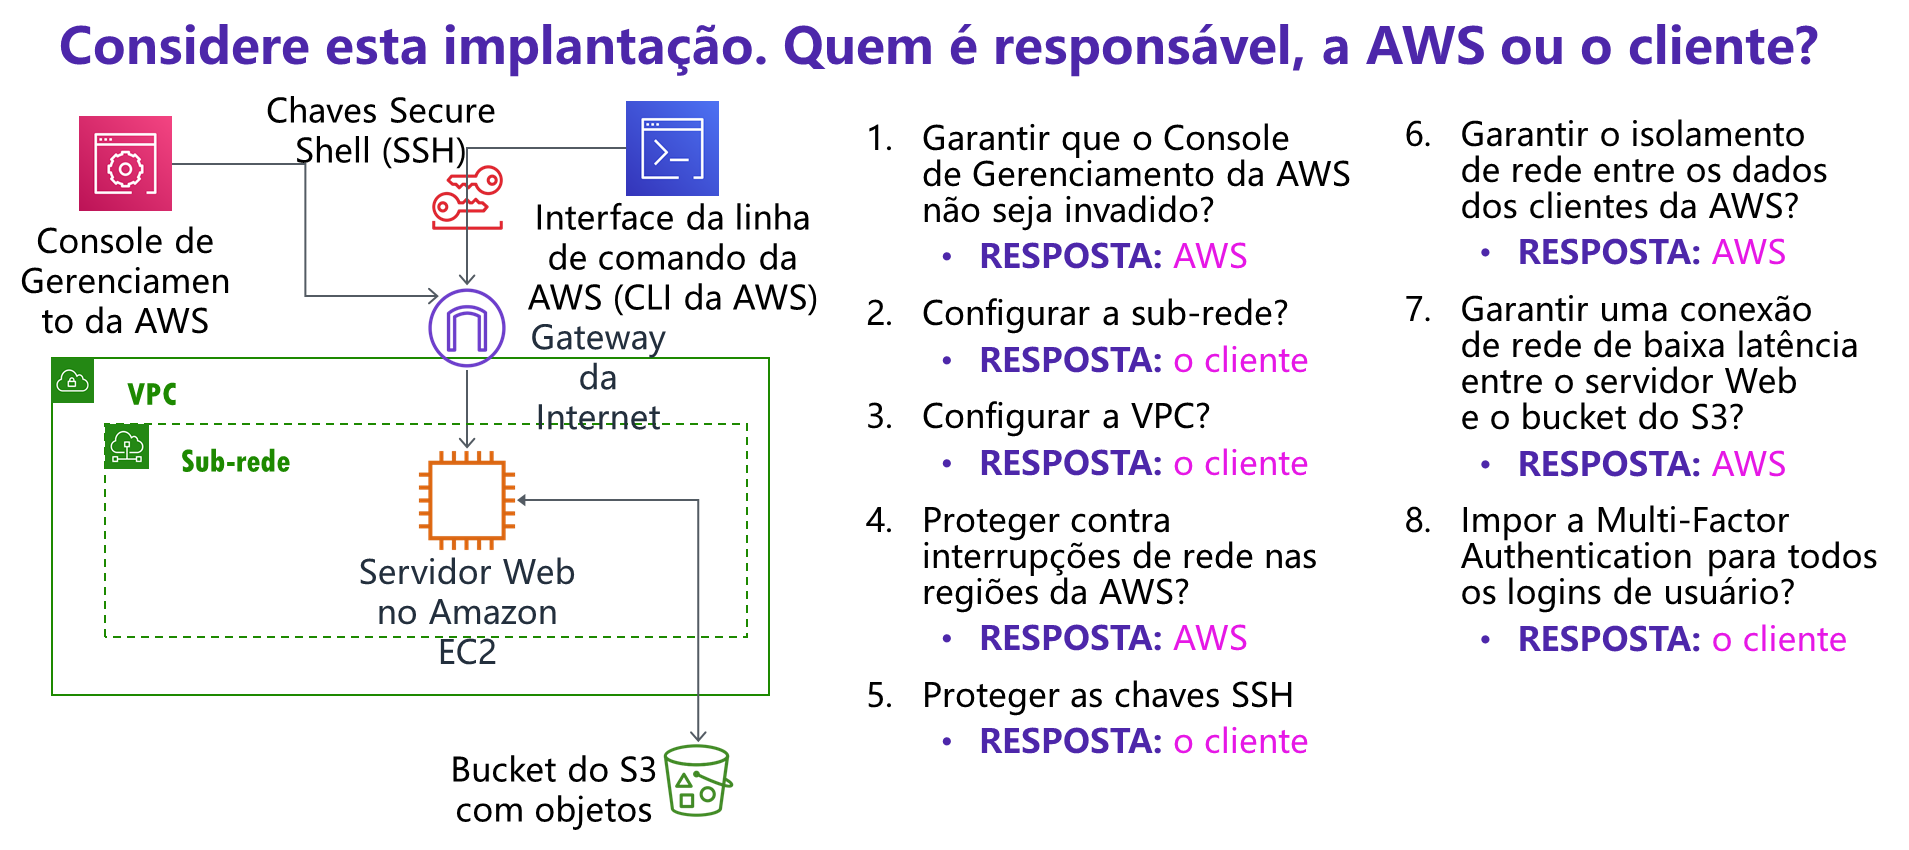 Considere esta implantação. Quem é responsável, a AWS ou o cliente?
Chaves Secure
Shell (SSH)
Console de
Gerenciamen
to da AWS
Interface da linha
de comando da
AWS (CLI da AWS)
Gateway
da
Internet
VPC
Sub-rede
Servidor Web
no Amazon
EC2
Bucket do S3
com objetos
1. Garantir que o Console
de Gerenciamento da AWS
não seja invadido?
• RESPOSTA: AWS
2. Configurar a sub-rede?
• RESPOSTA: o cliente
3. Configurar a VPC?
• RESPOSTA: o cliente
4. Proteger contra
interrupções de rede nas
regiões da AWS?
• RESPOSTA: AWS
5. Proteger as chaves SSH
• RESPOSTA: o cliente
6. Garantir o isolamento
de rede entre os dados
dos clientes da AWS?
• RESPOSTA: AWS
7. Garantir uma conexão
de rede de baixa latência
entre o servidor Web
e o bucket do S3?
• RESPOSTA: AWS
8. Impor a Multi-Factor
Authentication para todos
os logins de usuário?
• RESPOSTA: o cliente